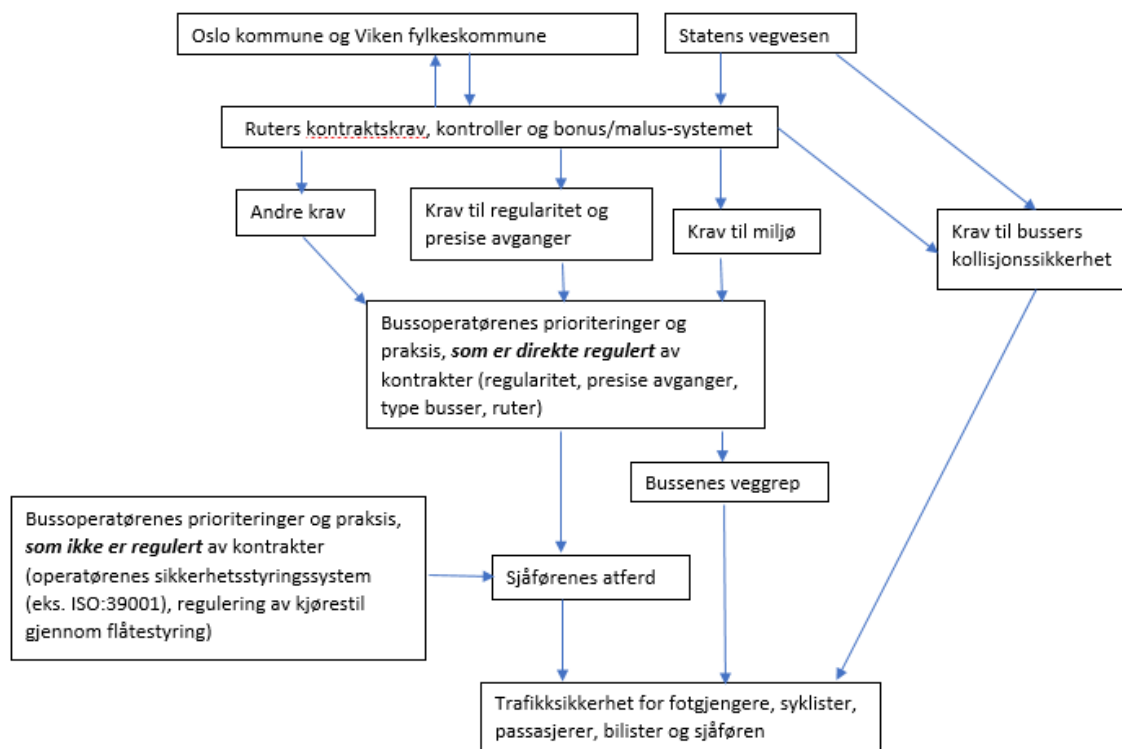 Oslo kommune og Viken fylkeskommune
Statens vegvesen
Ruters kontraktskrav, kontroller og bonus/malus-systemet
Andre krav
Krav til regularitet og
presise avganger
Krav til miljø
Krav til bussers
kollisjonssikkerhet
Bussoperatørenes prioriteringer og
praksis, som er direkte regulert av
kontrakter (regularitet, presise avganger,
type busser, ruter)
Bussenes veggrep
Bussoperatørenes prioriteringer og praksis,
som ikke er regulert av kontrakter
(operatørenes sikkerhetsstyringssystem
(eks. ISO:39001), regulering av kjørestil
gjennom flåtestyring)
Sjåførenes atferd
Trafikksikkerhet for fotgjengere, syklister,
passasjerer, bilister og sjåføren